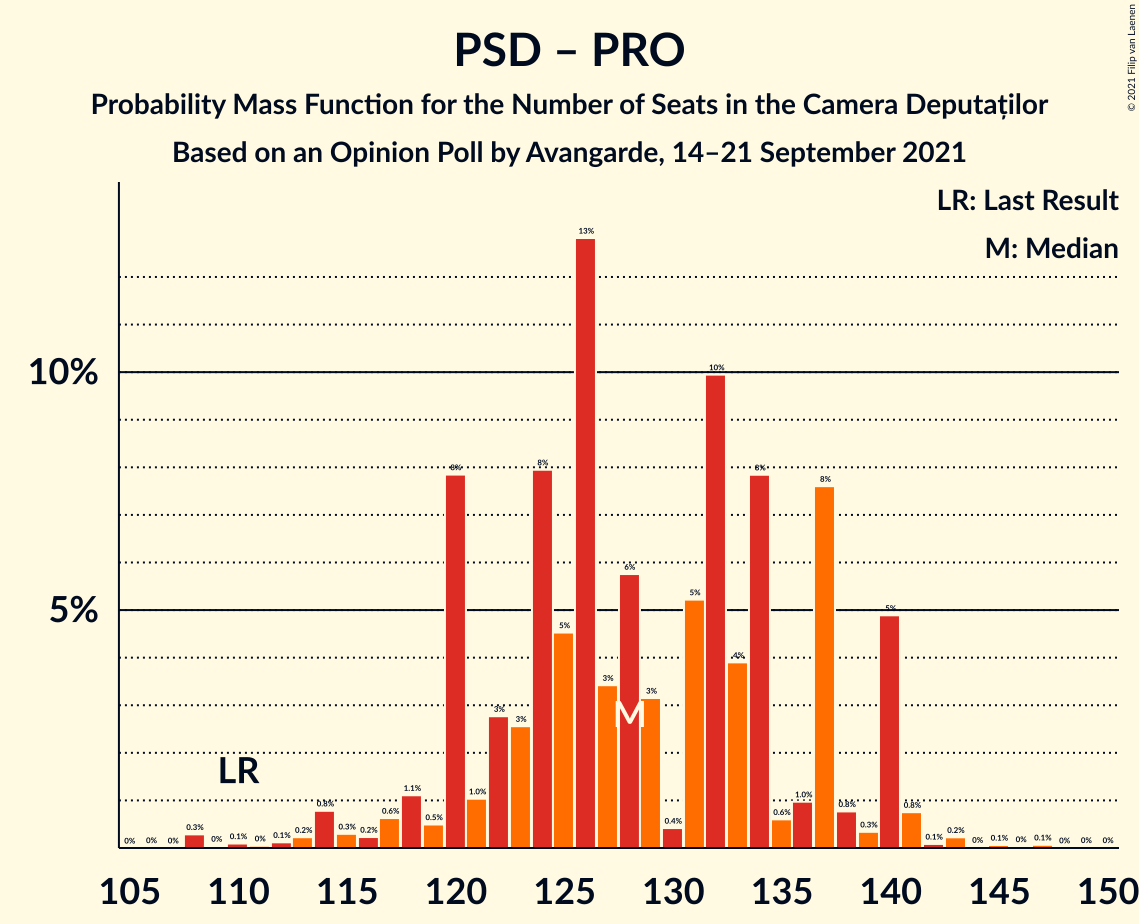 PSD – PRO
Probability Mass Function for the Number of Seats in the Camera Deputaților
Based on an Opinion Poll by Avangarde, 14–21 September 2021
© 2021 Filip van Laenen
LR: Last Result
M: Median
10%
5%
LR
M
0% 0% 0% 0.3% 0% 0.1% 0% 0.1% 0.2% 0.8% 0.3% 0.2% 0.6% 1.1% 0.5% 8% 1.0% 3% 3% 8% 5% 13% 3% 6% 3% 0.4% 5% 10% 4% 8% 0.6% 1.0% 8% 0.8% 0.3% 5% 0.8% 0.1% 0.2% 0% 0.1% 0% 0.1% 0% 0% 0%
105 110 115 120 125 130 135 140 145 150